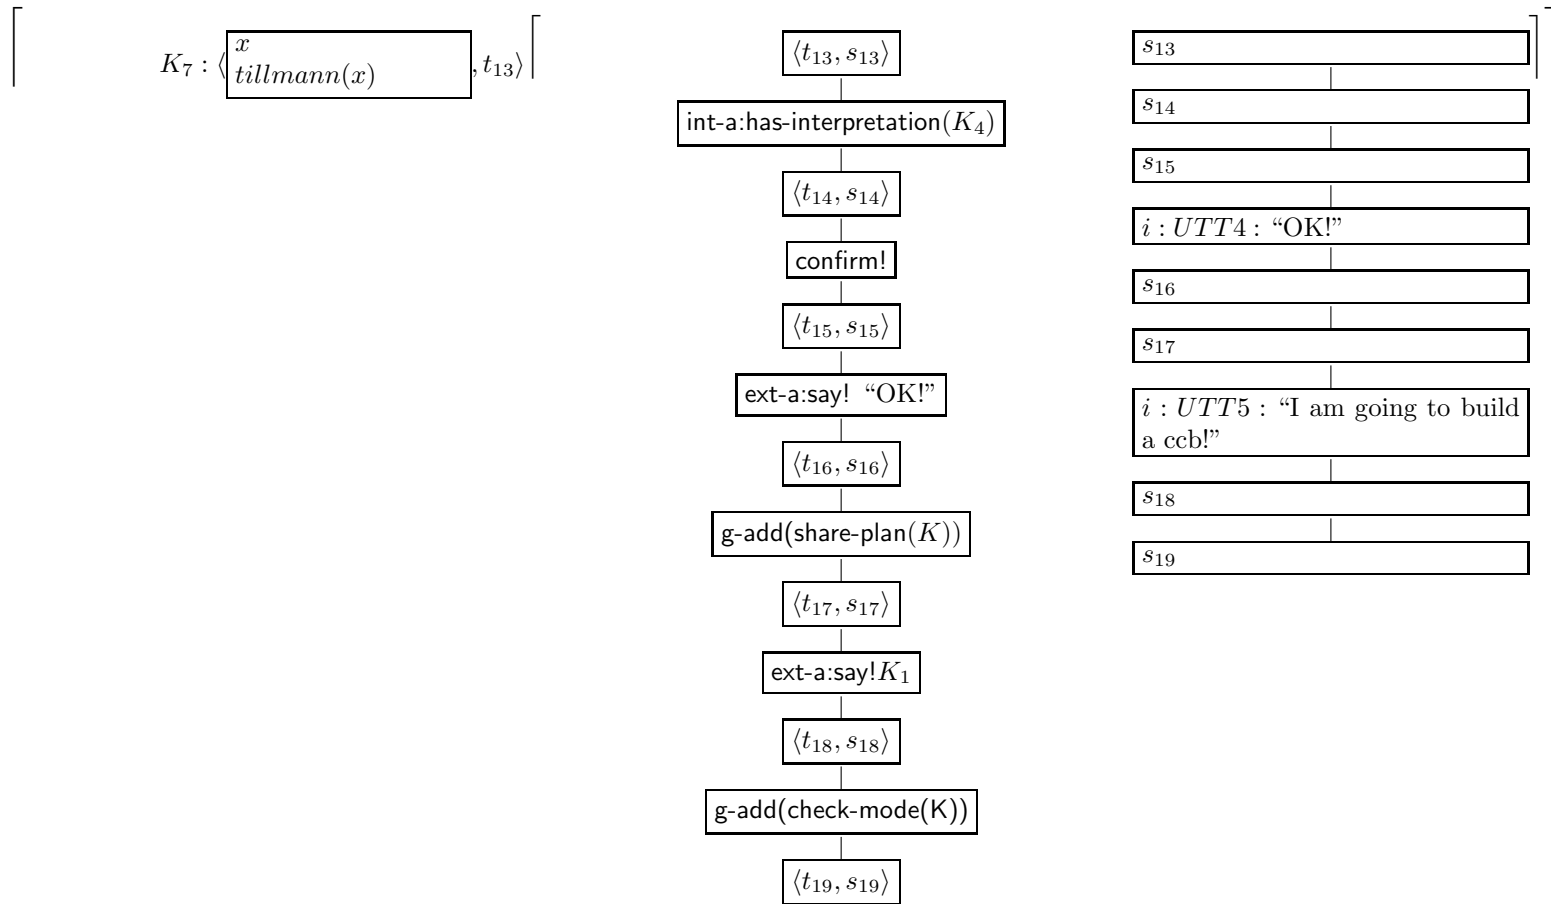 K₇ : ⟨ x
tillmann(x) , t₁₃⟩
⟨t₁₃, s₁₃⟩
int-a:has-interpretation(K₄)
⟨t₁₄, s₁₄⟩
confirm!
⟨t₁₅, s₁₅⟩
ext-a:say! “OK!”
⟨t₁₆, s₁₆⟩
g-add(share-plan(K))
⟨t₁₇, s₁₇⟩
ext-a:say!K₁
⟨t₁₈, s₁₈⟩
g-add(check-mode(K))
⟨t₁₉, s₁₉⟩
s₁₃
s₁₄
s₁₅
i : UTT4 : “OK!”
s₁₆
s₁₇
i : UTT5 : “I am going to build
a ccb!”
s₁₈
s₁₉